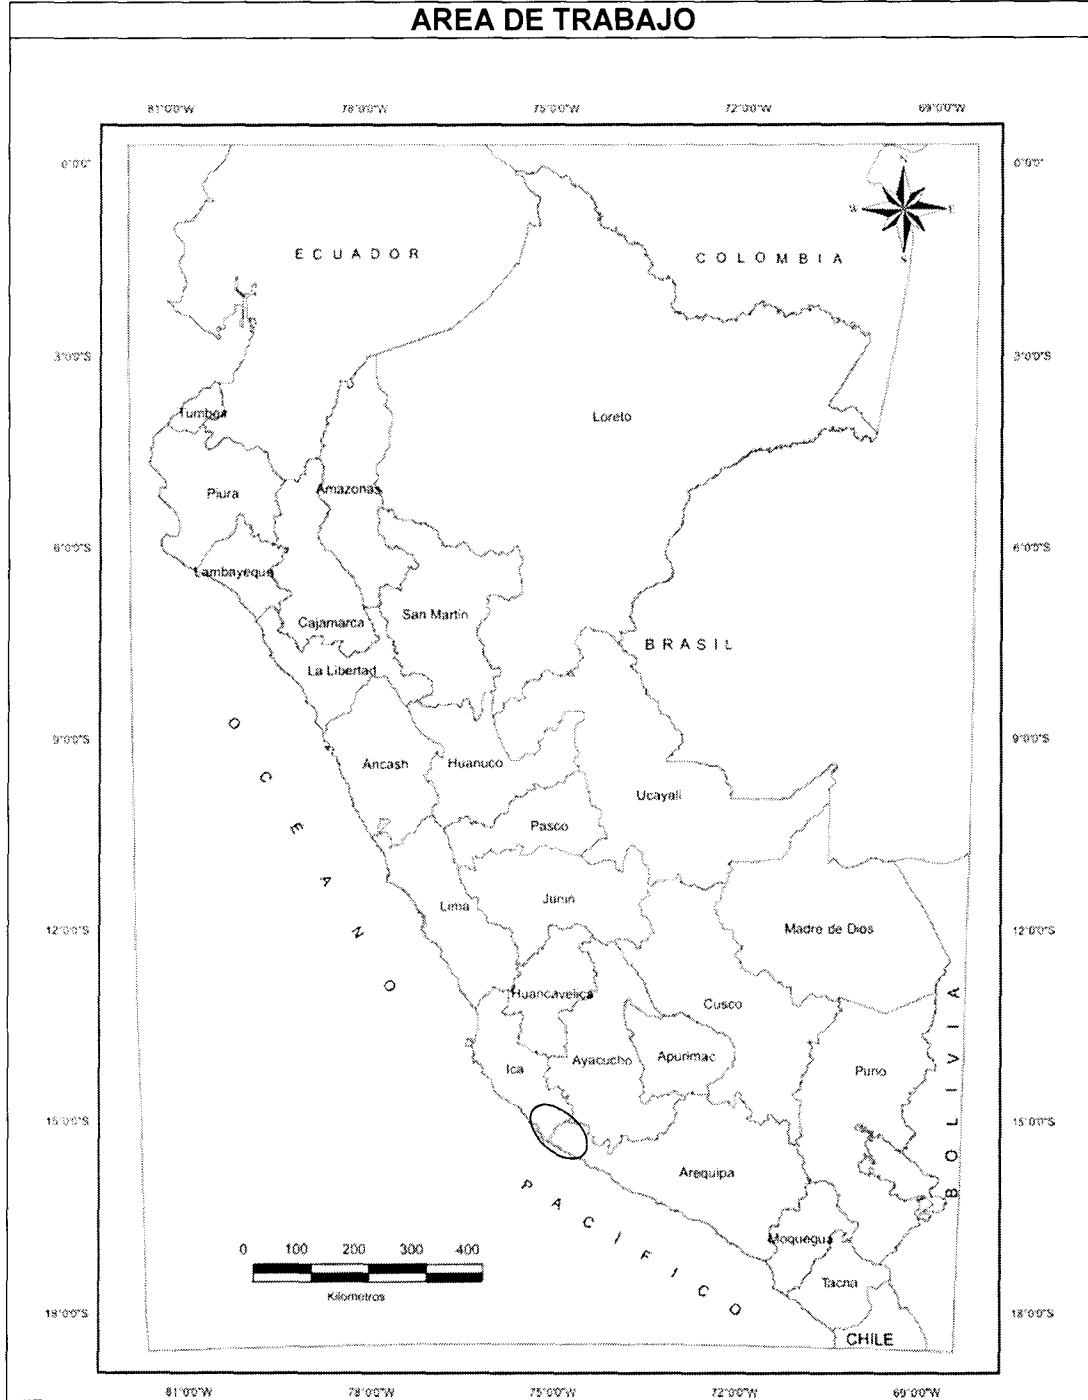 AREA DE TRABAJO
81°0'0"W 78°0'0"W 75°0'0"W 72°0'0"W 69°0'0"W
0°0'0" 0°0'0"
N
W E
S
ECUADOR
COLOMBIA
3°0'0"S 3°0'0"S
Tumbes
Loreto
Piura
Amazonas
6°0'0"S 6°0'0"S
Lambayeque
Cajamarca
San Martin
BRASIL
La Libertad
9°0'0"S 9°0'0"S
Ancash
Huanuco
Ucayali
Pasco
Junin
Lima
Madre de Dios
12°0'0"S 12°0'0"S
OCEANO
Huancavelica
Cusco
BOLIVIA
Ica
Ayacucho
Apurimac
Puno
15°0'0"S 15°0'0"S
Arequipa
PACIFICO
Moquegua
Tacna
0 100 200 300 400
Kilometros
18°0'0"S 18°0'0"S
CHILE
81°0'0"W 78°0'0"W 75°0'0"W 72°0'0"W 69°0'0"W